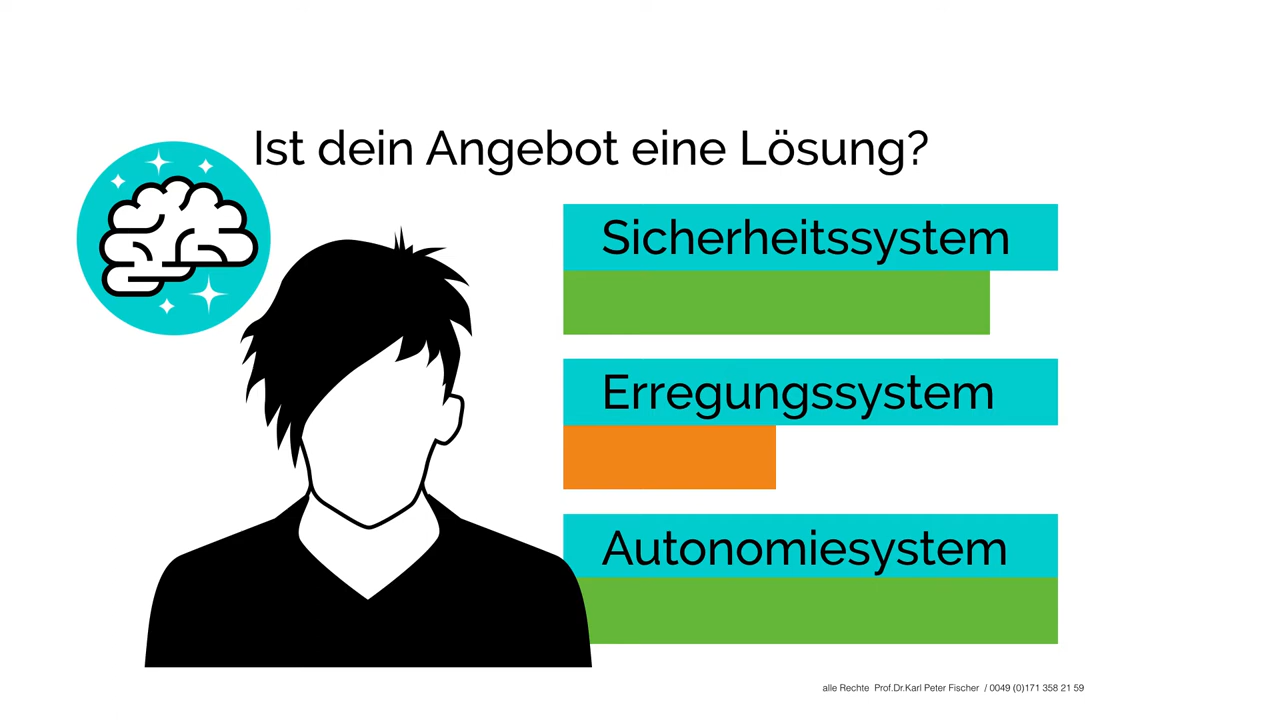 Ist dein Angebot eine Lösung?
Sicherheitssystem
Erregungssystem
Autonomiesystem
alle Rechte Prof.Dr.Karl Peter Fischer / 0049 (0)171 358 21 59